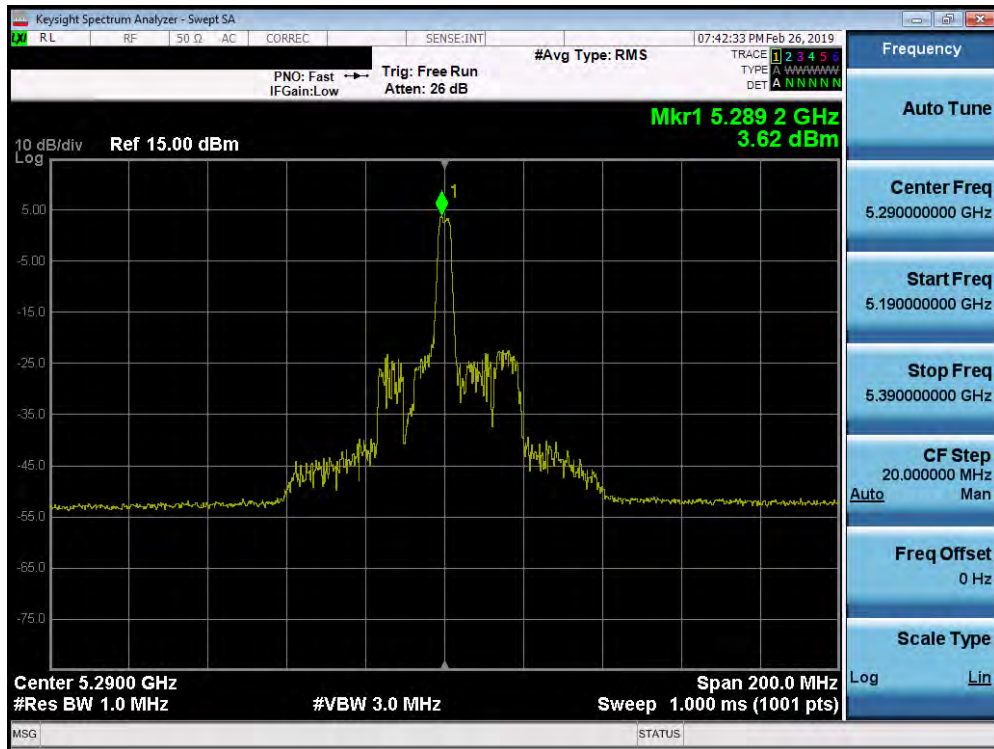 Keysight Spectrum Analyzer - Swept SA
LXI RL RF 50 Ω AC CORREC SENSE:INT 07:42:33 PM Feb 26, 2019
#Avg Type: RMS TRACE 1 2 3 4 5 6
PNO: Fast Trig: Free Run TYPE A WWWWW
IFGain:Low Atten: 26 dB DET A N N N N N
Mkr1 5.289 2 GHz
3.62 dBm
10 dB/div Ref 15.00 dBm
Log
1
5.00
-5.00
-15.0
-25.0
-35.0
-45.0
-55.0
-65.0
-75.0
Center 5.2900 GHz Span 200.0 MHz
#Res BW 1.0 MHz #VBW 3.0 MHz Sweep 1.000 ms (1001 pts)
MSG STATUS
Frequency
Auto Tune
Center Freq
5.290000000 GHz
Start Freq
5.190000000 GHz
Stop Freq
5.390000000 GHz
CF Step
20.000000 MHz
Auto Man
Freq Offset
0 Hz
Scale Type
Log Lin